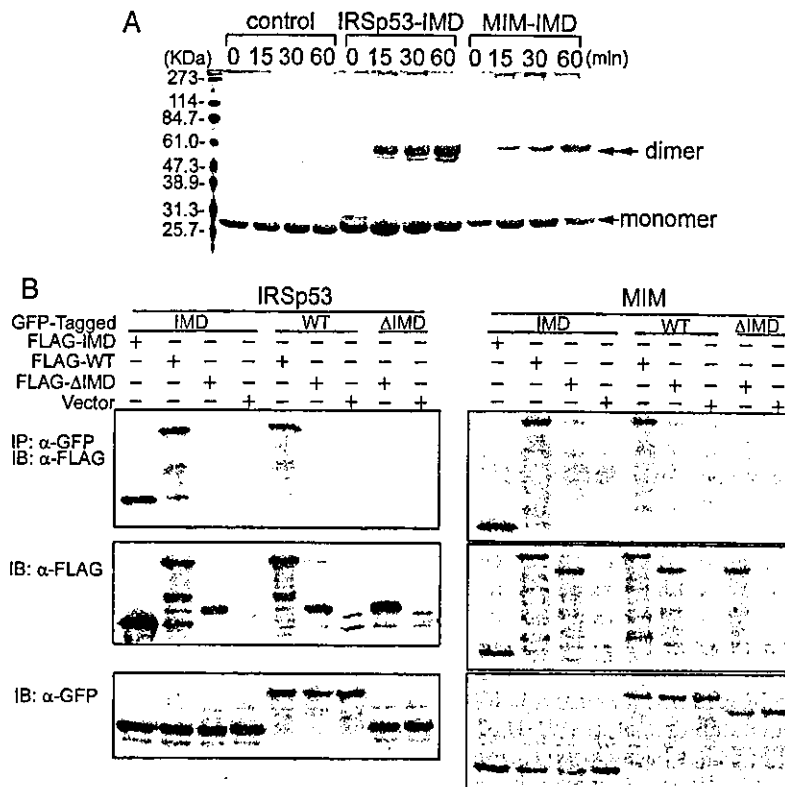 A
control IRSp53-IMD MIM-IMD
(KDa) 0 15 30 60 0 15 30 60 0 15 30 60 (min)
273-
114-
84.7-
61.0-
dimer
47.3-
38.9-
31.3-
monomer
25.7-
B
IRSp53 MIM
GFP-Tagged IMD WT ΔIMD IMD WT ΔIMD
FLAG-IMD + - - - - - - - - + - - - - - - - -
FLAG-WT - + - - + - - - - - + - - + - - - -
FLAG-ΔIMD - - + - - + - + - - - + - - + - + -
Vector - - - + - - + - + - - - + - - + - +
IP: α-GFP
IB: α-FLAG
IB: α-FLAG
IB: α-GFP